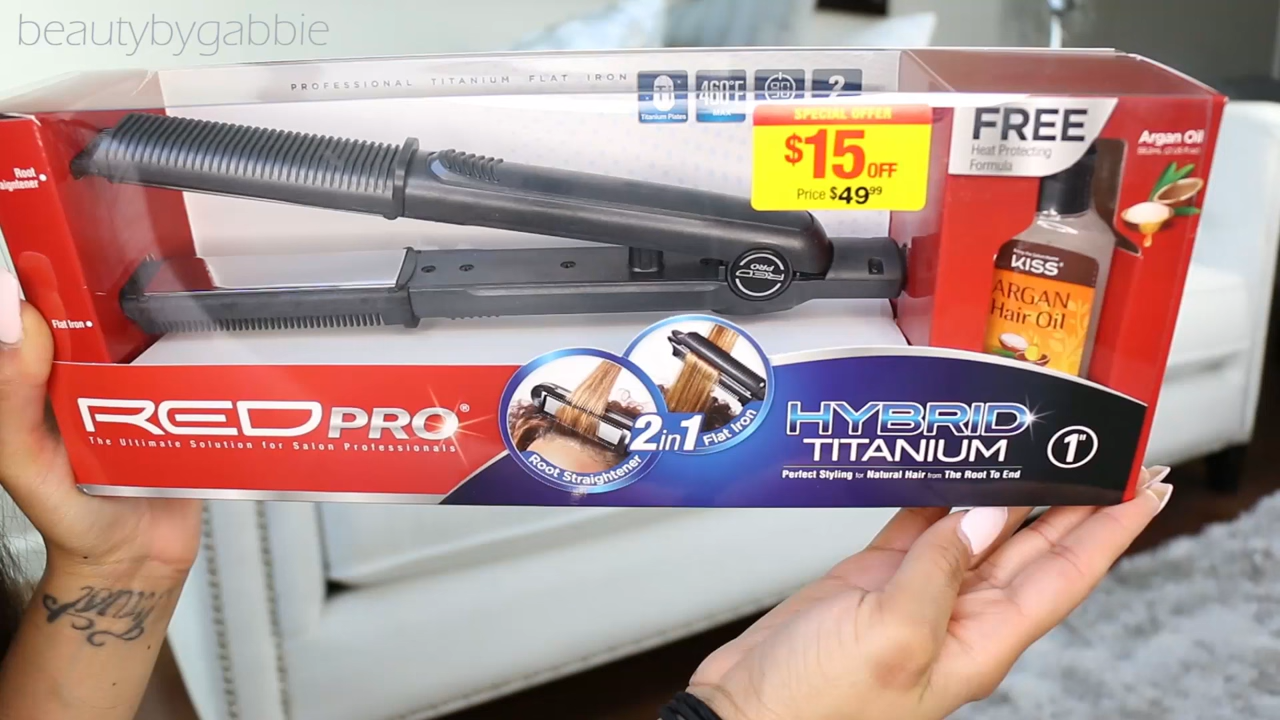 beautybygabbie
PROFESSIONAL TITANIUM FLAT IRON
Titanium Plates
460°F
MAX
90
2
SPECIAL OFFER
$15 OFF
Price $49.99
FREE
Heat Protecting
Formula
Argan Oil
Root
Flat Iron
RED PRO
KISS
ARGAN
Hair Oil
RED PRO®
The Ultimate Solution for Salon Professionals
2in1
Root Straightener
Flat Iron
HYBRID
TITANIUM
1"
Perfect Styling for Natural Hair from The Root To End